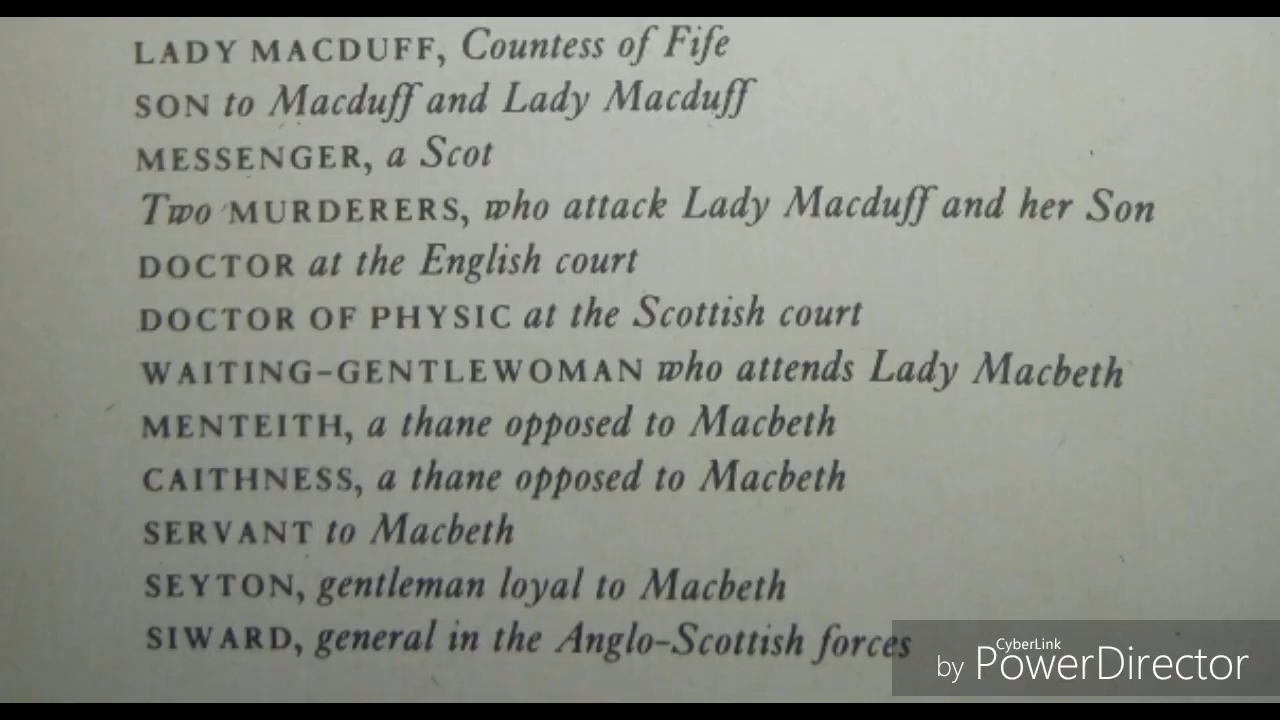 LADY MACDUFF, Countess of Fife
SON to Macduff and Lady Macduff
MESSENGER, a Scot
Two MURDERERS, who attack Lady Macduff and her Son
DOCTOR at the English court
DOCTOR OF PHYSIC at the Scottish court
WAITING-GENTLEWOMAN who attends Lady Macbeth
MENTEITH, a thane opposed to Macbeth
CAITHNESS, a thane opposed to Macbeth
SERVANT to Macbeth
SEYTON, gentleman loyal to Macbeth
SIWARD, general in the Anglo-Scottish forces
CyberLink
by PowerDirector